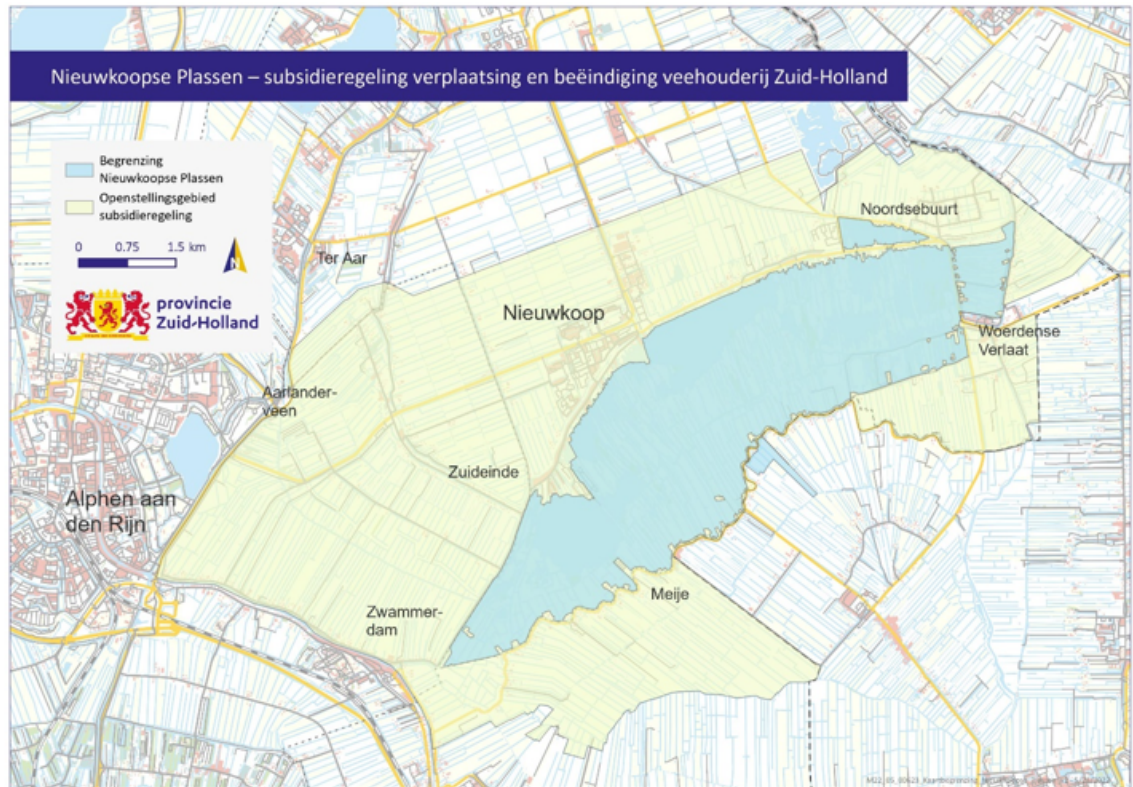 Nieuwkoopse Plassen – subsidieregeling verplaatsing en beëindiging veehouderij Zuid-Holland
Begrenzing
Nieuwkoopse Plassen
Openstellingsgebied
subsidieregeling
0 0.75 1.5 km
N
provincie
Zuid-Holland
Noordsebuurt
Ter Aar
Nieuwkoop
Woerdense
Verlaat
Aarlander-
veen
Zuideinde
Alphen aan
den Rijn
Meije
Zwammer-
dam